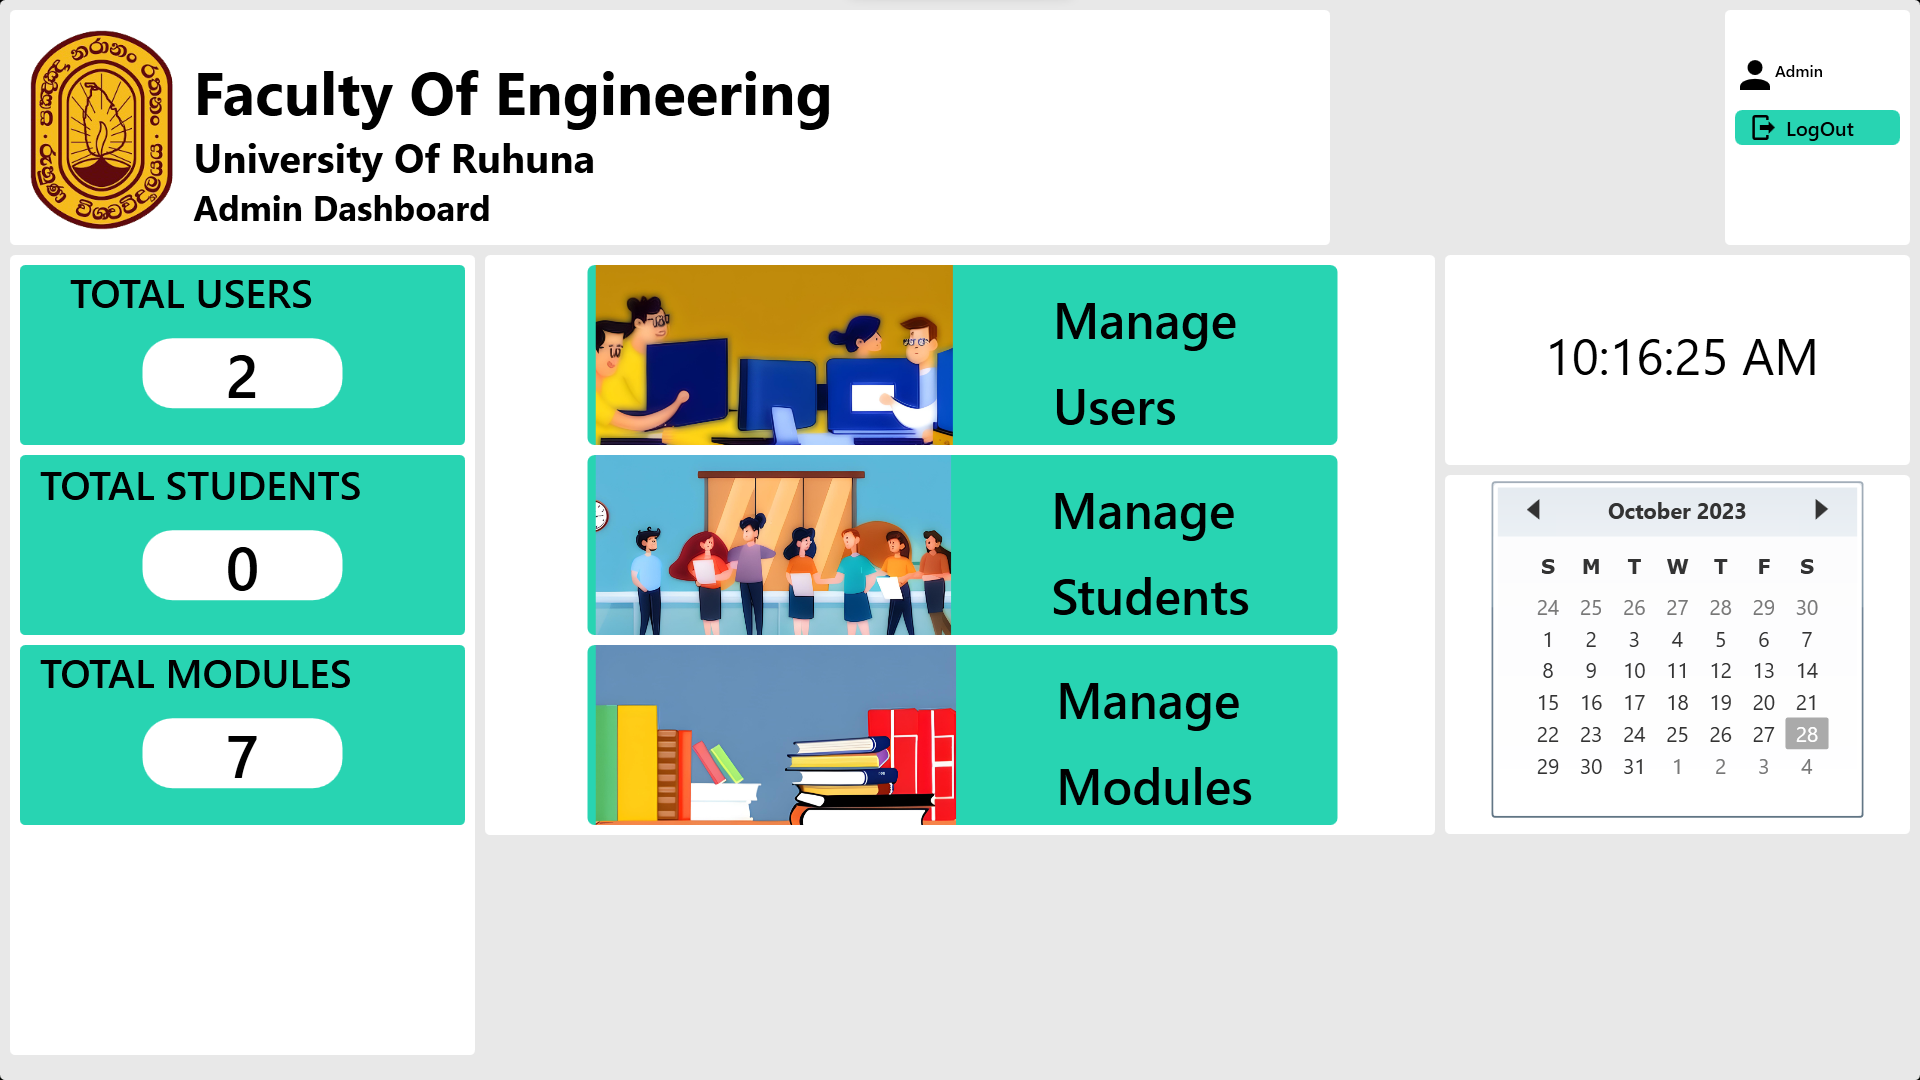 Faculty Of Engineering
University Of Ruhuna
Admin Dashboard
Admin
LogOut
TOTAL USERS
2
TOTAL STUDENTS
0
TOTAL MODULES
7
Manage
Users
Manage
Students
Manage
Modules
10:16:25 AM
October 2023
S M T W T F S
24 25 26 27 28 29 30
1 2 3 4 5 6 7
8 9 10 11 12 13 14
15 16 17 18 19 20 21
22 23 24 25 26 27 28
29 30 31 1 2 3 4